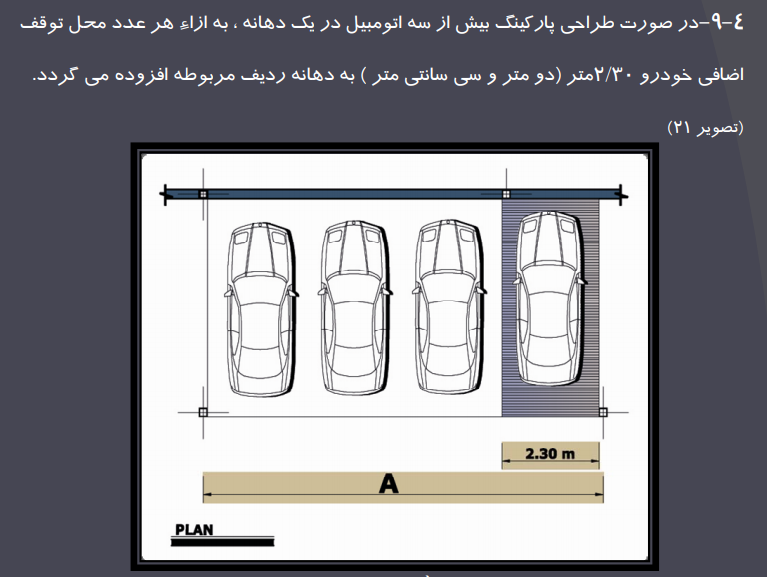 ۴-۹-در صورت طراحی پارکینگ بیش از سه اتومبیل در یک دهانه ، به ازاءِ هر عدد محل توقف
اضافی خودرو ۲/۳۰متر (دو متر و سی سانتی متر ) به دهانه ردیف مربوطه افزوده می گردد.
(تصویر ۲۱)
2.30 m
A
PLAN